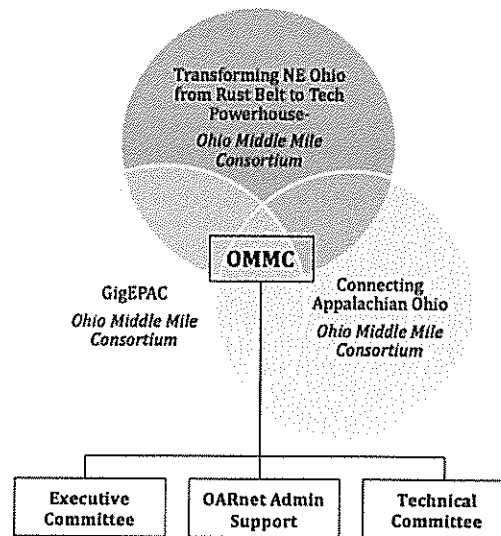 Transforming NE Ohio
from Rust Belt to Tech
Powerhouse-
Ohio Middle Mile
Consortium
OMMC
GigEPAC
Ohio Middle Mile
Consortium
Connecting
Appalachian Ohio
Ohio Middle Mile
Consortium
Executive
Committee
OARnet Admin
Support
Technical
Committee